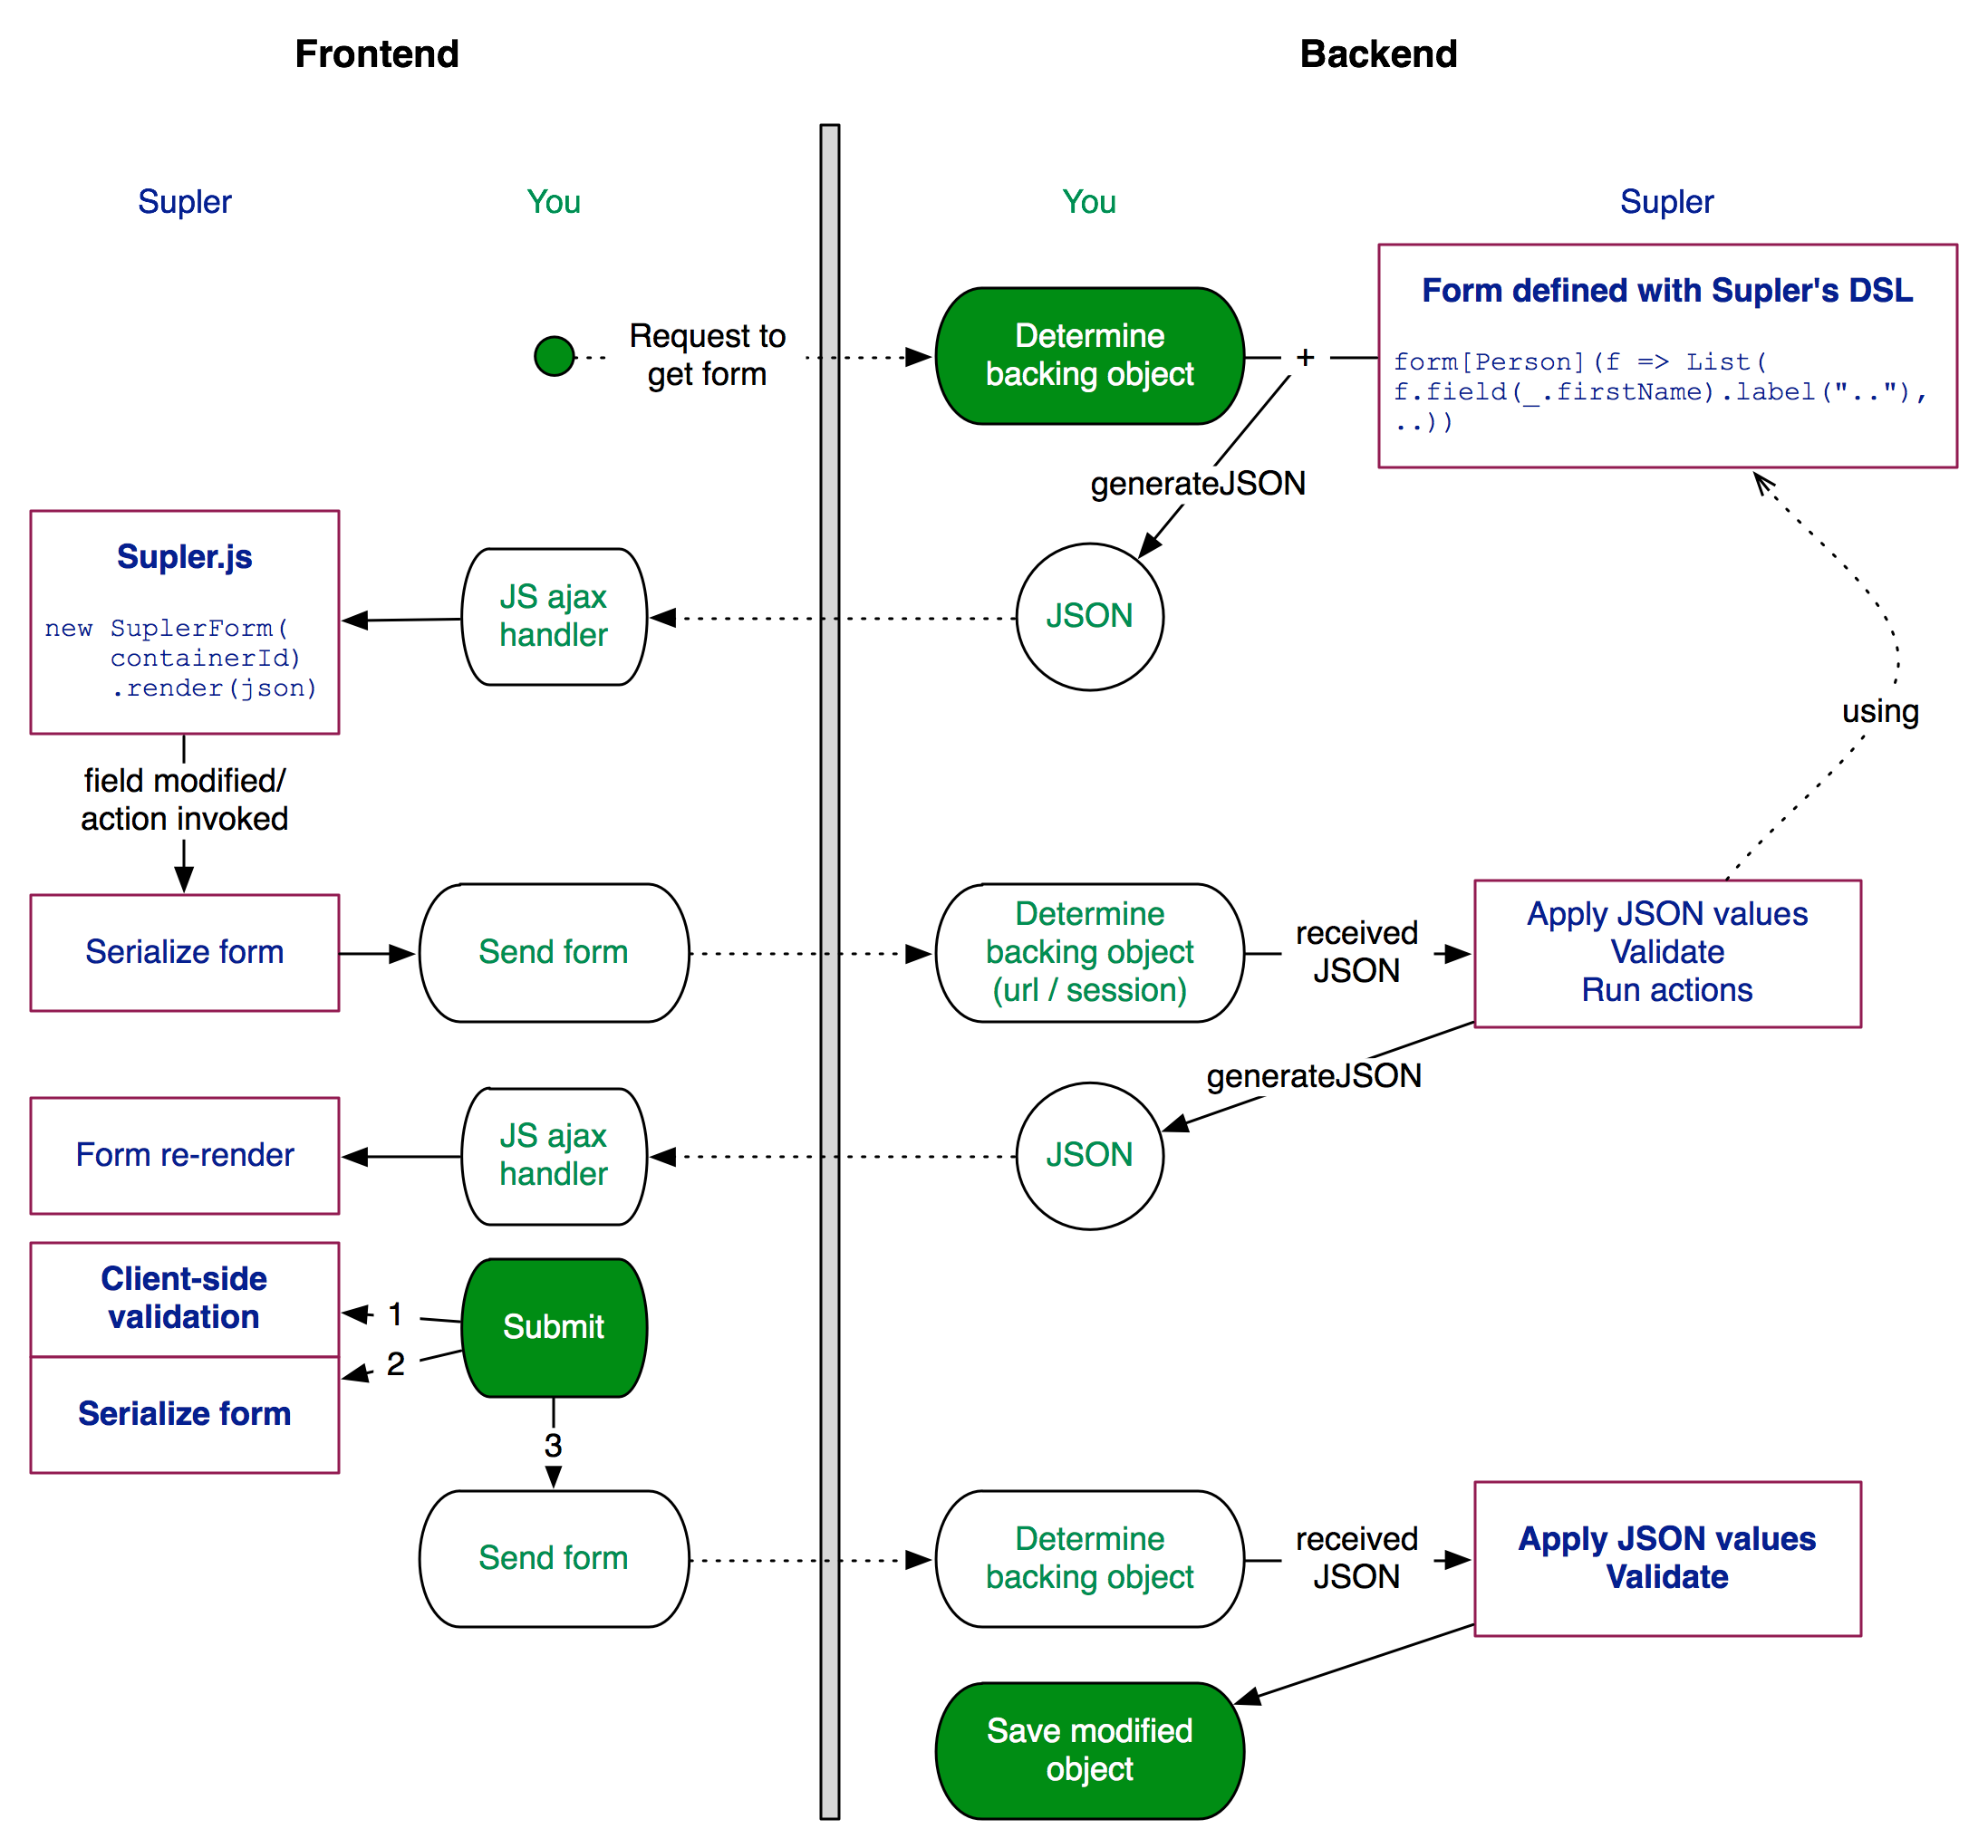 Frontend
Backend
Supler
You
You
Supler
Request to
get form
Determine
backing object
+
Form defined with Supler's DSL
form[Person](f => List(
f.field(_.firstName).label(".."),
..))
generateJSON
Supler.js
new SuplerForm(
containerId)
.render(json)
JS ajax
handler
JSON
using
field modified/
action invoked
Serialize form
Send form
Determine
backing object
(url / session)
received
JSON
Apply JSON values
Validate
Run actions
generateJSON
Form re-render
JS ajax
handler
JSON
Client-side
validation
1
Submit
2
Serialize form
3
Send form
Determine
backing object
received
JSON
Apply JSON values
Validate
Save modified
object